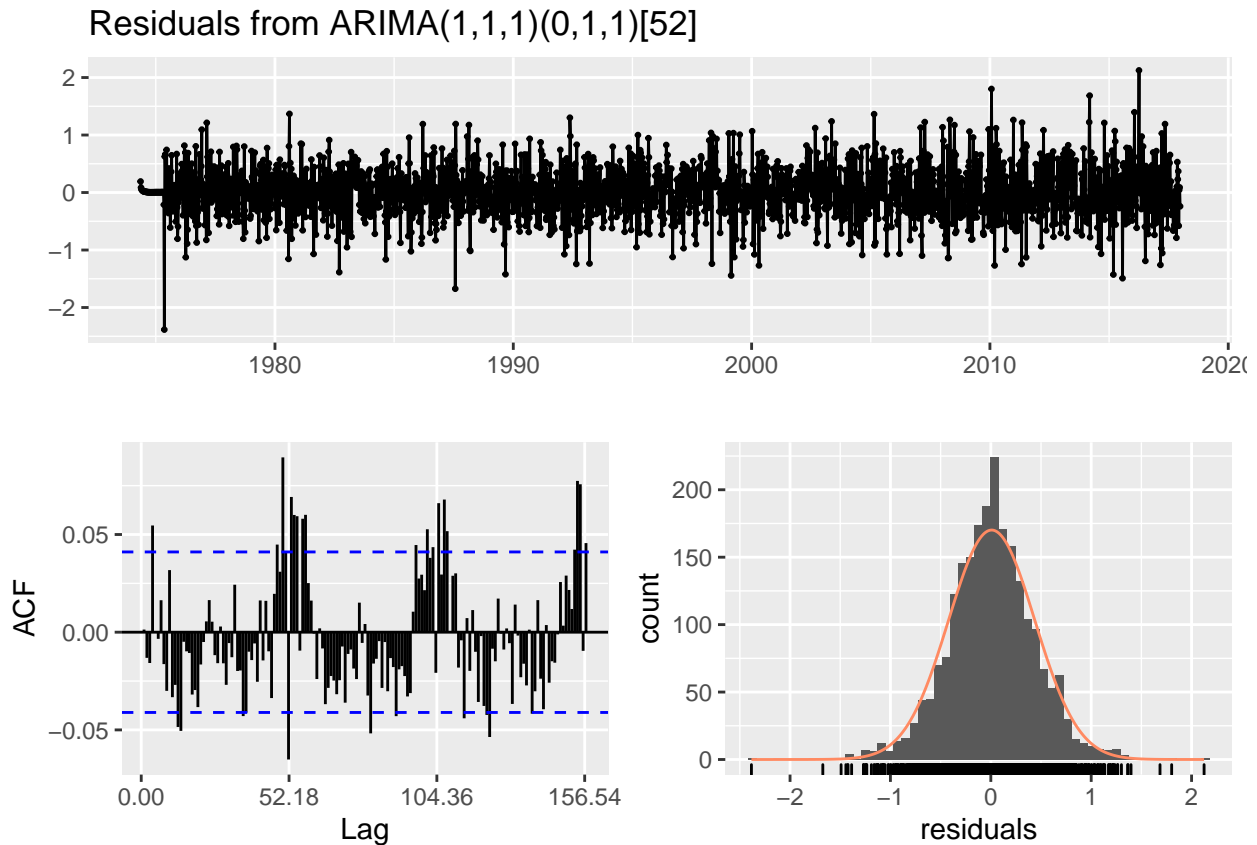 Residuals from ARIMA(1,1,1)(0,1,1)[52]
2
1
0
−1
−2
1980 1990 2000 2010 2020
0.05
0.00
−0.05
ACF
0.00 52.18 104.36 156.54
Lag
200
150
100
50
0
count
−2 −1 0 1 2
residuals